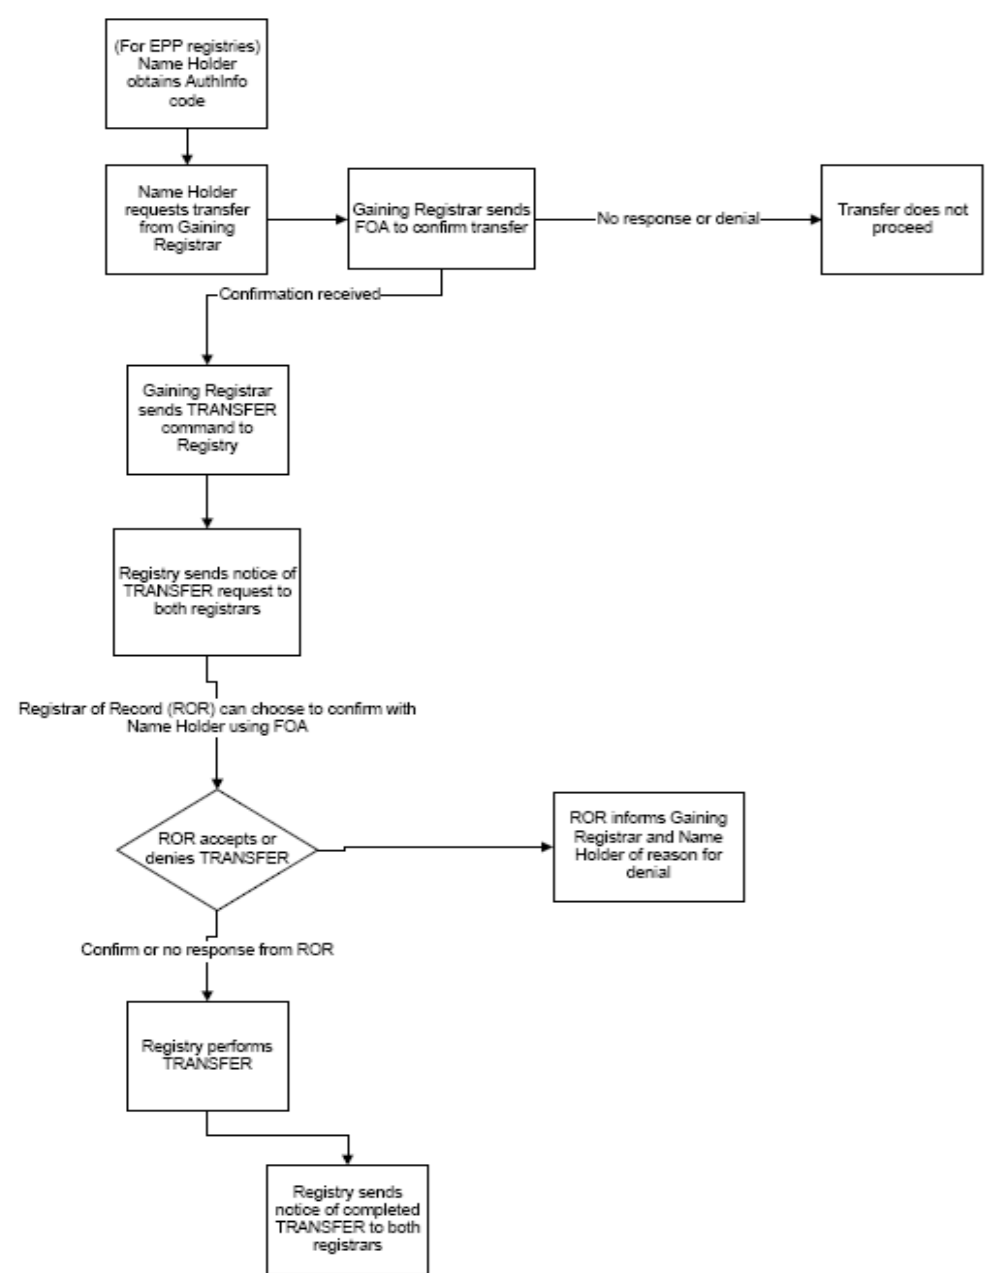 (For EPP registries)
Name Holder
obtains AuthInfo
code
Name Holder
requests transfer
from Gaining
Registrar
Gaining Registrar sends
FOA to confirm transfer
No response or denial
Transfer does not
proceed
Confirmation received
Gaining Registrar
sends TRANSFER
command to
Registry
Registry sends notice of
TRANSFER request to
both registrars
Registrar of Record (ROR) can choose to confirm with
Name Holder using FOA
ROR accepts or
denies TRANSFER
ROR informs Gaining
Registrar and Name
Holder of reason for
denial
Confirm or no response from ROR
Registry performs
TRANSFER
Registry sends
notice of completed
TRANSFER to both
registrars